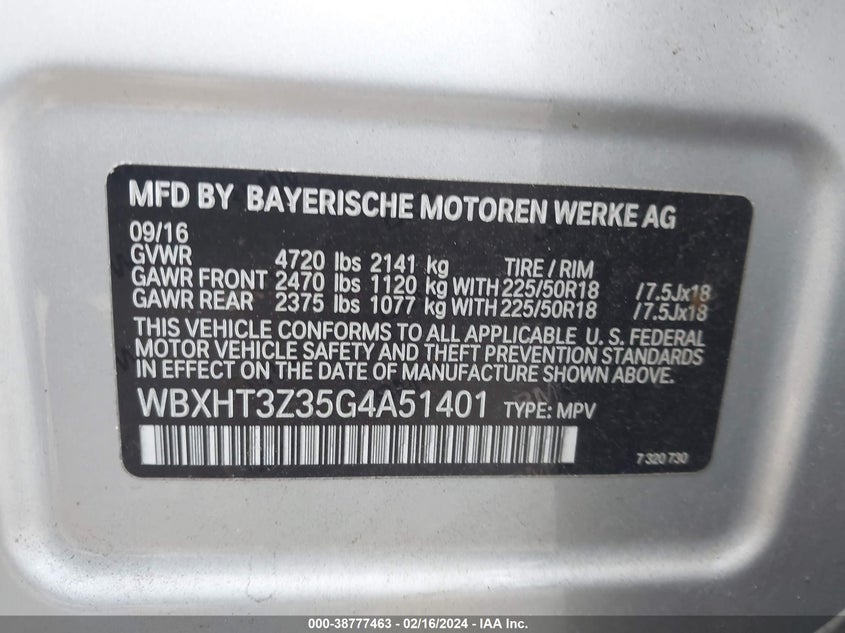 MFD BY BAYERISCHE MOTOREN WERKE AG
09/16
GVWR 4720 lbs 2141 kg TIRE / RIM
GAWR FRONT 2470 lbs 1120 kg WITH 225/50R18 /7.5Jx18
GAWR REAR 2375 lbs 1077 kg WITH 225/50R18 /7.5Jx18
THIS VEHICLE CONFORMS TO ALL APPLICABLE U. S. FEDERAL
MOTOR VEHICLE SAFETY AND THEFT PREVENTION STANDARDS
IN EFFECT ON THE DATE OF MANUFACTURE SHOWN ABOVE.
WBXHT3Z35G4A51401 TYPE: MPV
7 320 730
000-38777463 - 02/16/2024 - IAA Inc.